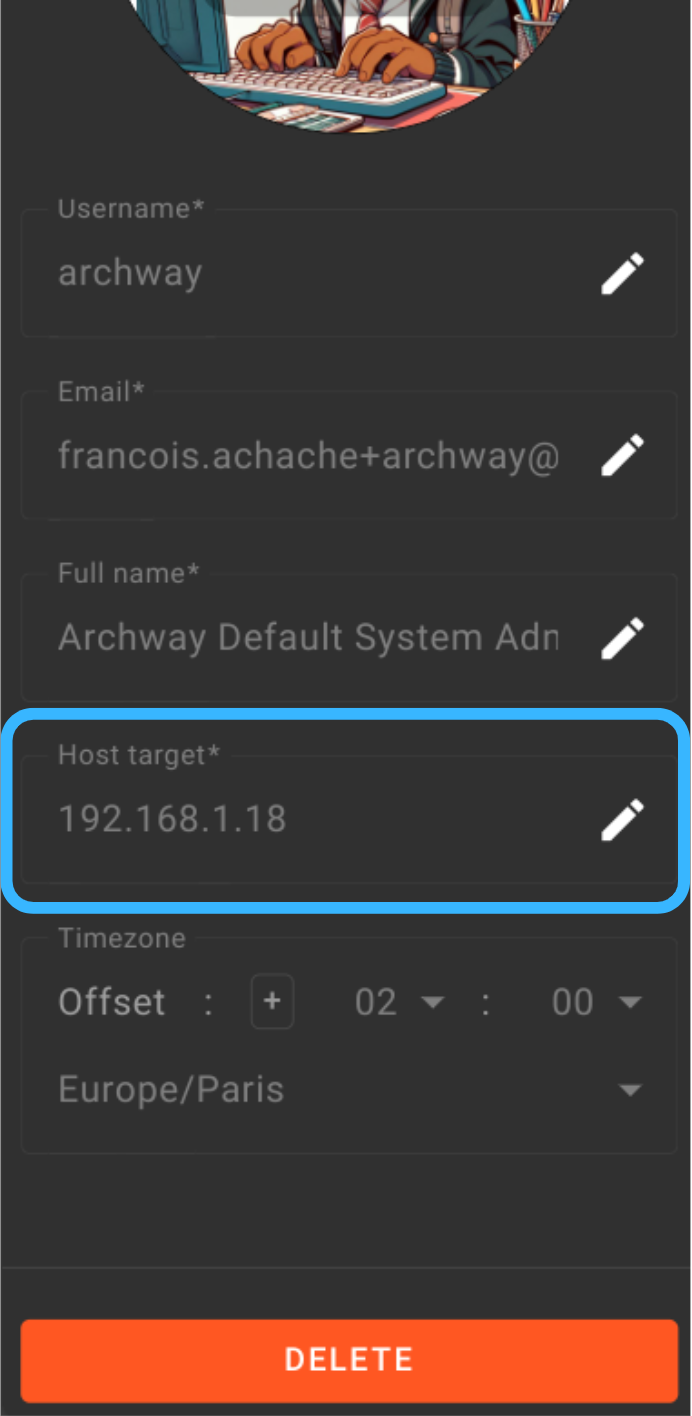 Username*
archway
Email*
francois.achache+archway@
Full name*
Archway Default System Adm
Host target*
192.168.1.18
Timezone
Offset : + 02 : 00
Europe/Paris
DELETE